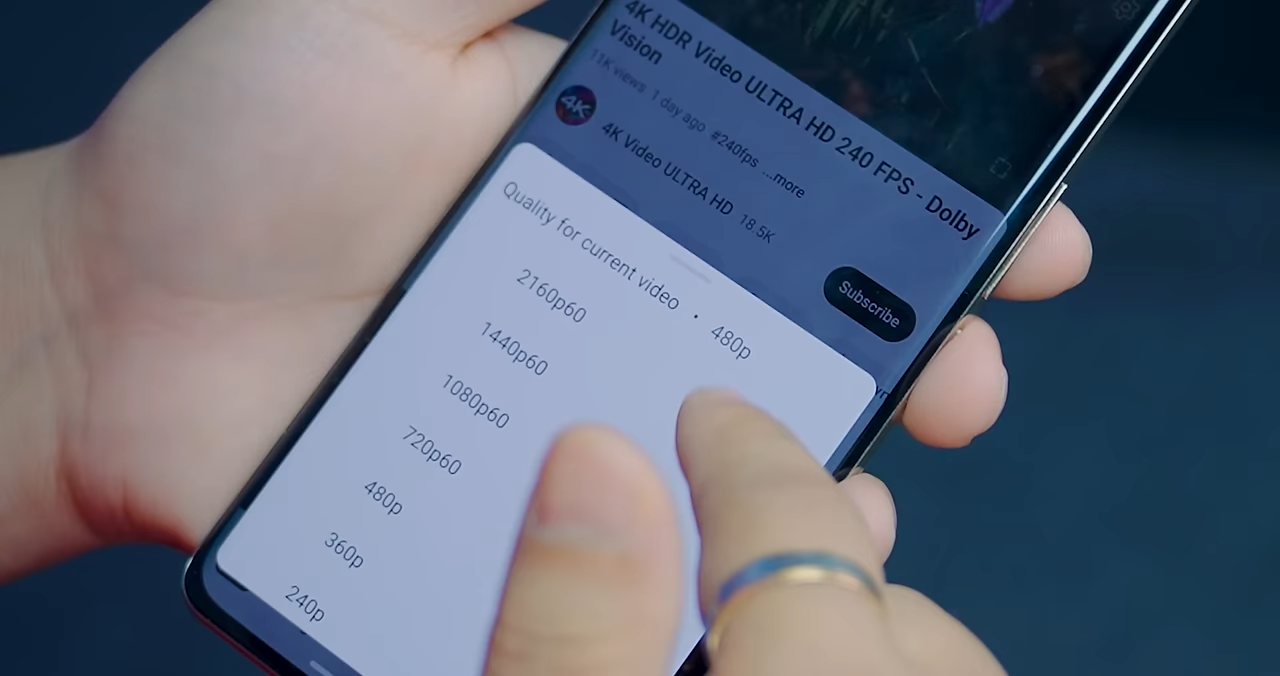 4K HDR Video ULTRA HD 240 FPS - Dolby
Vision
11K views 1 day ago #240fps ...more
4K
4K Video ULTRA HD 18.5K
Subscribe
Quality for current video • 480p
2160p60
1440p60
1080p60
720p60
480p
360p
240p